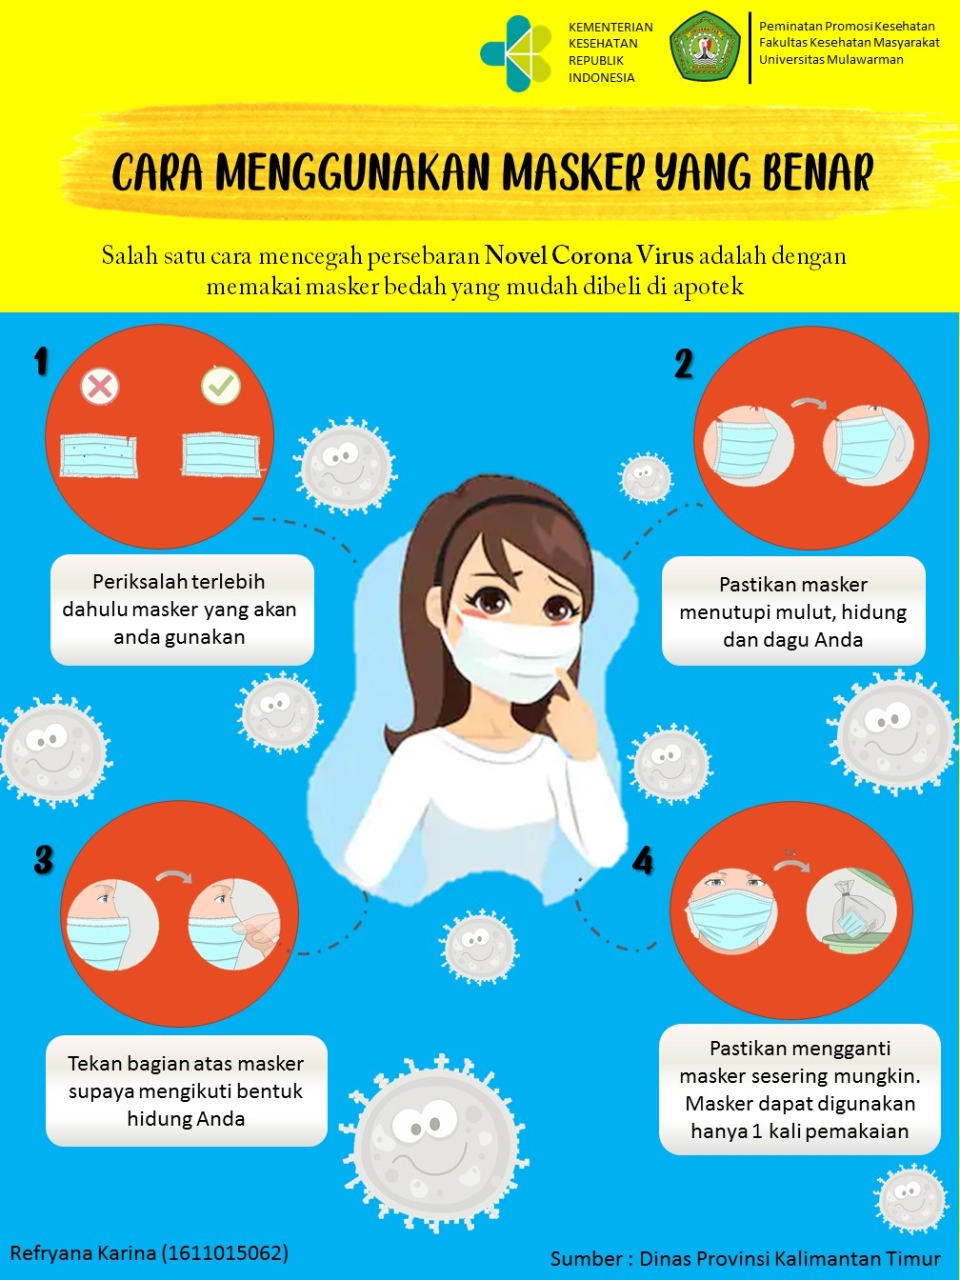 KEMENTERIAN
KESEHATAN
REPUBLIK
INDONESIA
Peminatan Promosi Kesehatan
Fakultas Kesehatan Masyarakat
Universitas Mulawarman
CARA MENGGUNAKAN MASKER YANG BENAR
Salah satu cara mencegah persebaran Novel Corona Virus adalah dengan
memakai masker bedah yang mudah dibeli di apotek
1
Periksalah terlebih
dahulu masker yang akan
anda gunakan
2
Pastikan masker
menutupi mulut, hidung
dan dagu Anda
3
Tekan bagian atas masker
supaya mengikuti bentuk
hidung Anda
4
Pastikan mengganti
masker sesering mungkin.
Masker dapat digunakan
hanya 1 kali pemakaian
Refryana Karina (1611015062)
Sumber : Dinas Provinsi Kalimantan Timur